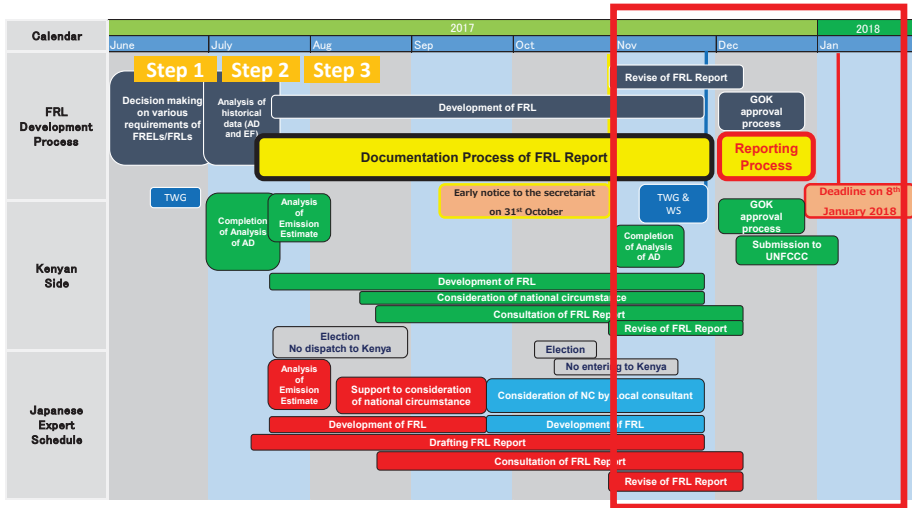 Calendar
2017
2018
June
July
Aug
Sep
Oct
Nov
Dec
Jan
Step 1
Step 2
Step 3
FRL
Development
Process
Decision making
on various
requirements of
FRELs/FRLs
Analysis of
historical
data (AD
and EF)
Revise of FRL Report
Development of FRL
GOK
approval
process
Documentation Process of FRL Report
Reporting
Process
Kenyan
Side
TWG
Completion
of Analysis
of AD
Analysis
of
Emission
Estimate
Early notice to the secretariat
on 31st October
TWG &
WS
Completion
of Analysis
of AD
GOK
approval
process
Deadline on 8th
January 2018
Submission to
UNFCCC
Development of FRL
Consideration of national circumstance
Consultation of FRL Report
Revise of FRL Report
Japanese
Expert
Schedule
Election
No dispatch to Kenya
Election
No entering to Kenya
Analysis
of
Emission
Estimate
Support to consideration
of national circumstance
Consideration of NC by Local consultant
Development of FRL
Development of FRL
Drafting FRL Report
Consultation of FRL Report
Revise of FRL Report